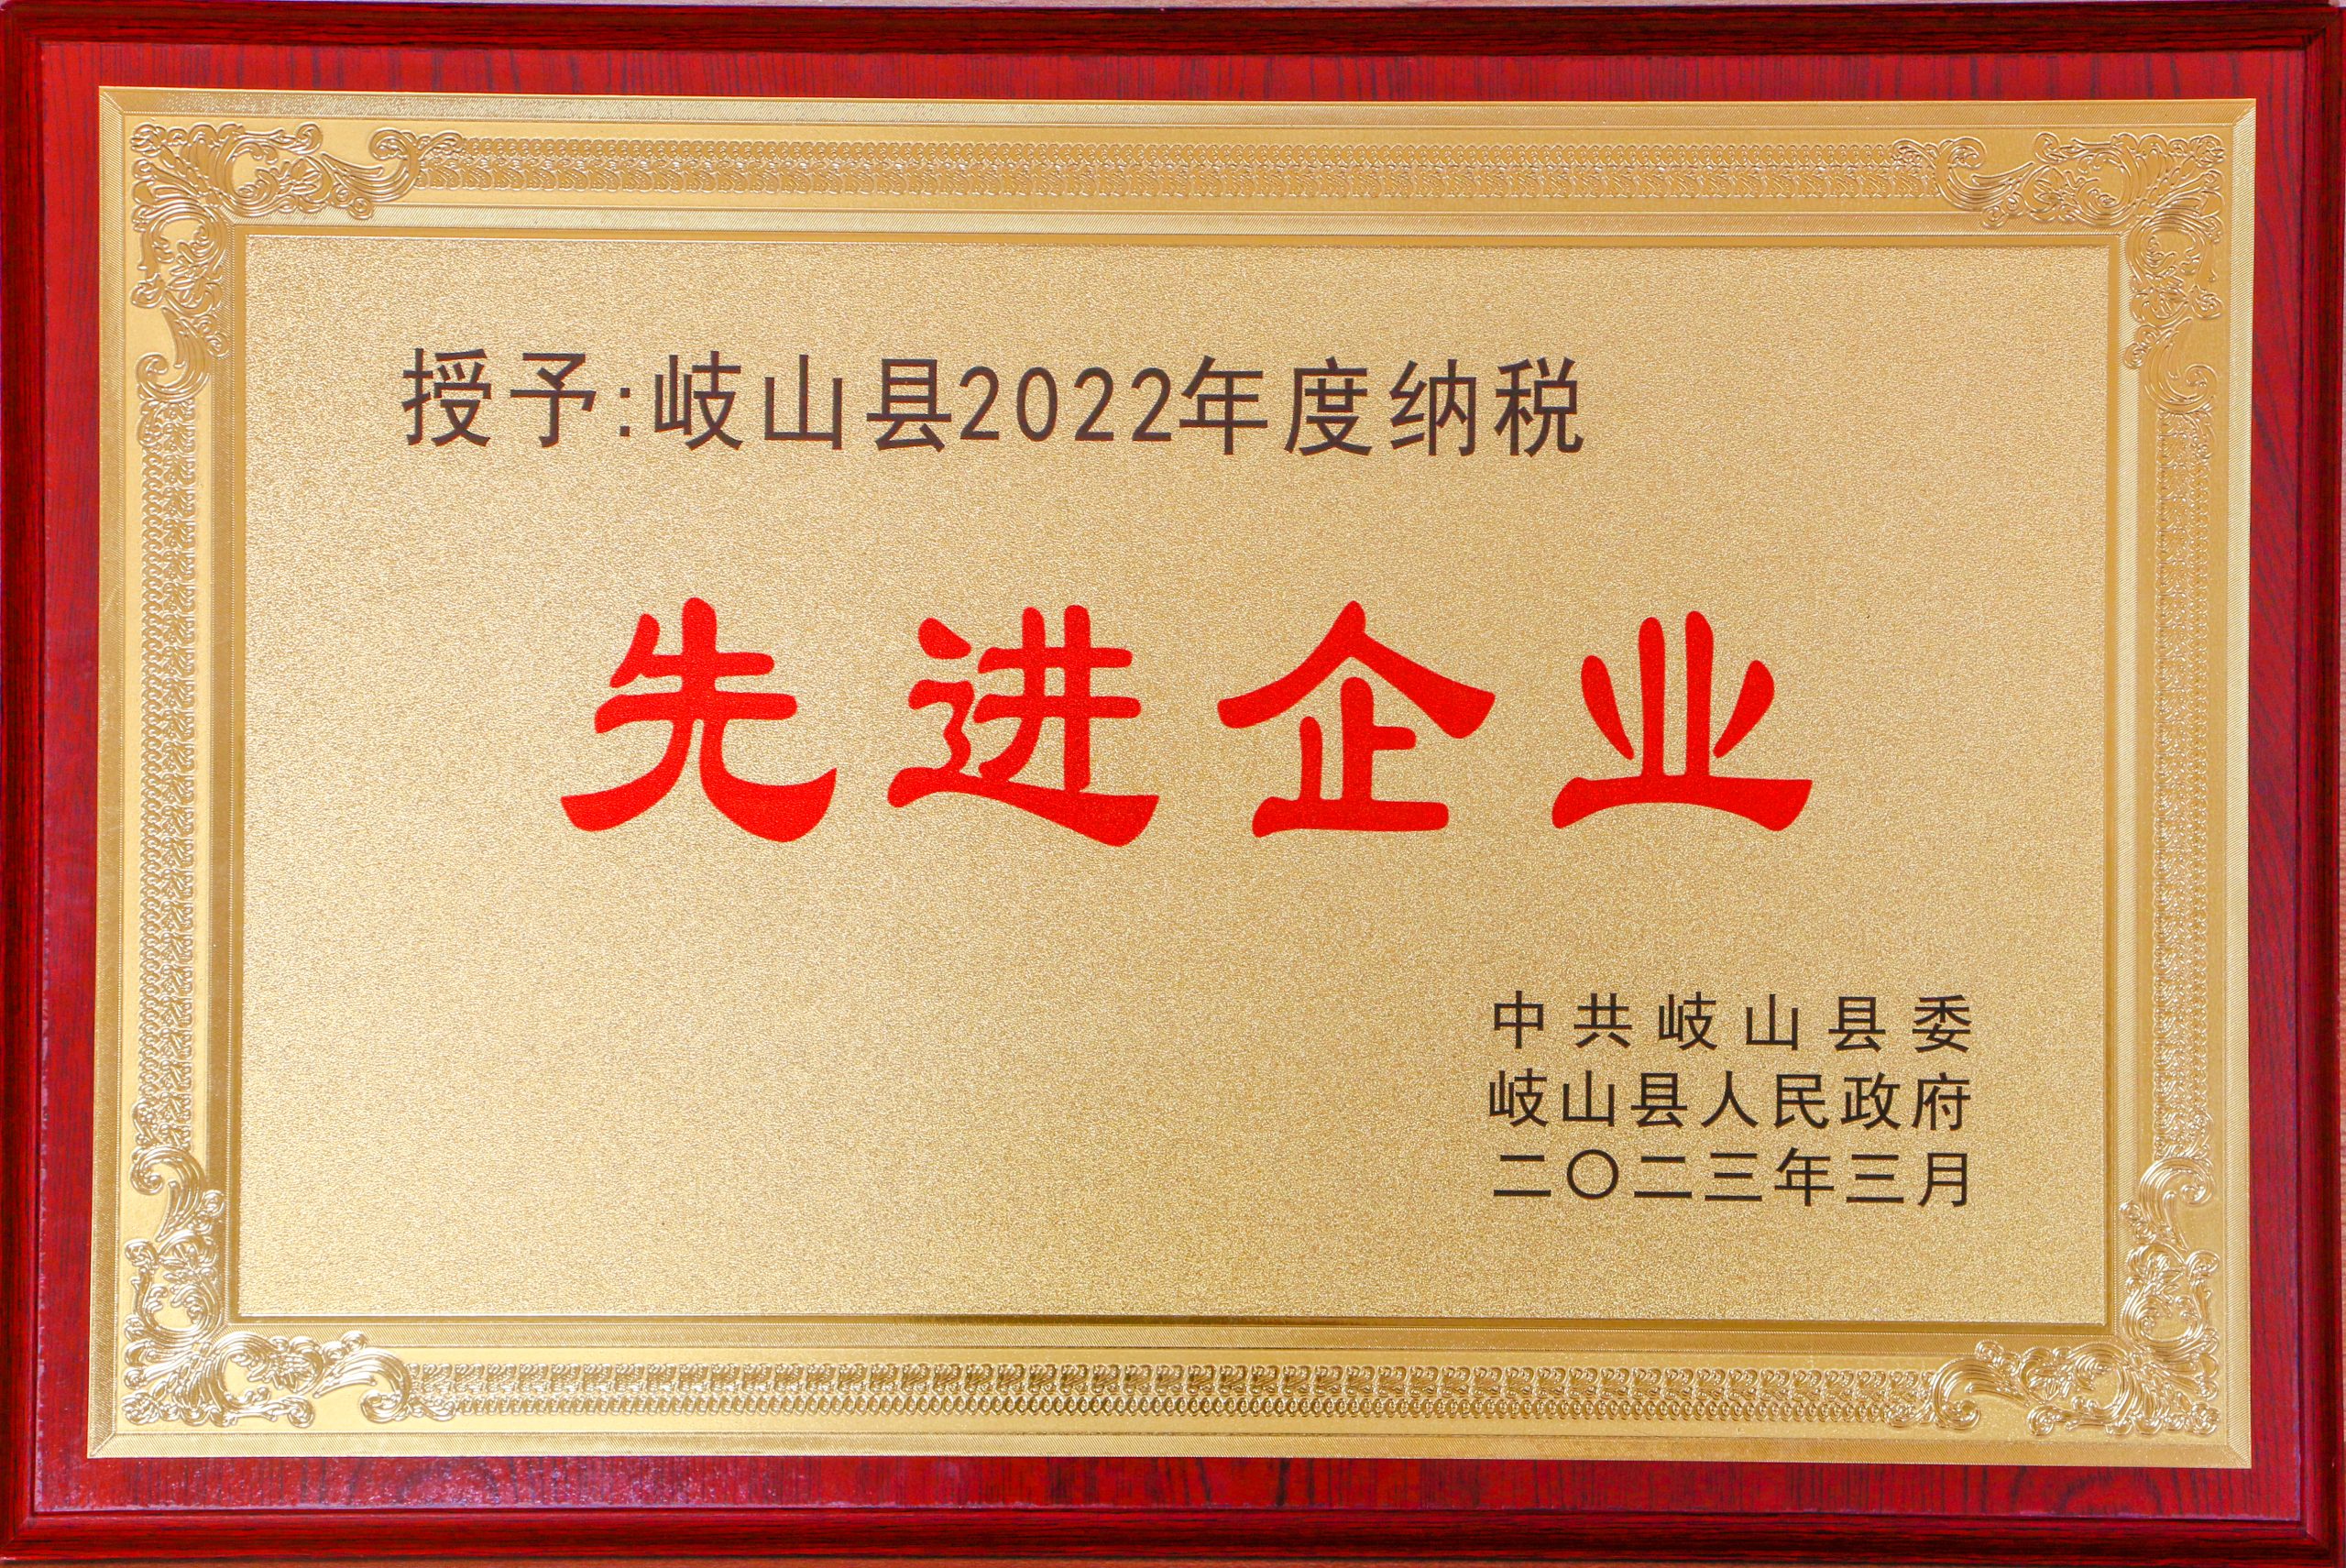 授予:岐山县2022年度纳税
先进企业
中共岐山县委
岐山县人民政府
二〇二三年三月